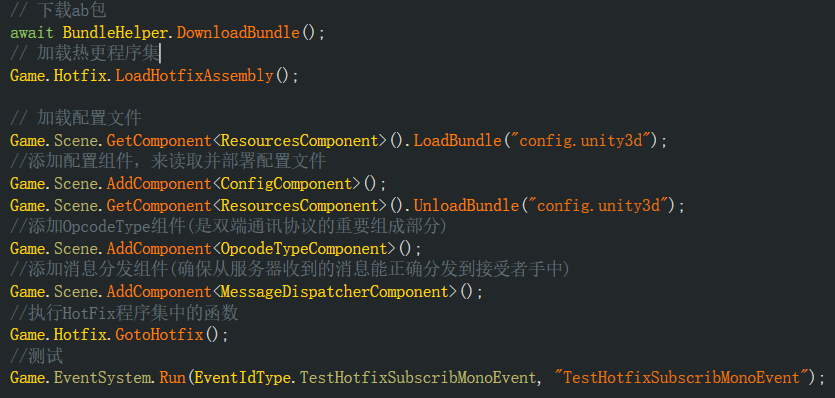 // 下载ab包
await BundleHelper.DownloadBundle();
// 加载热更程序集
Game.Hotfix.LoadHotfixAssembly();
// 加载配置文件
Game.Scene.GetComponent<ResourcesComponent>().LoadBundle("config.unity3d");
//添加配置组件，来读取并部署配置文件
Game.Scene.AddComponent<ConfigComponent>();
Game.Scene.GetComponent<ResourcesComponent>().UnloadBundle("config.unity3d");
//添加OpcodeType组件(是双端通讯协议的重要组成部分)
Game.Scene.AddComponent<OpcodeTypeComponent>();
//添加消息分发组件(确保从服务器收到的消息能正确分发到接受者手中)
Game.Scene.AddComponent<MessageDispatcherComponent>();
//执行HotFix程序集中的函数
Game.Hotfix.GotoHotfix();
//测试
Game.EventSystem.Run(EventIdType.TestHotfixSubscribMonoEvent, "TestHotfixSubscribMonoEvent");